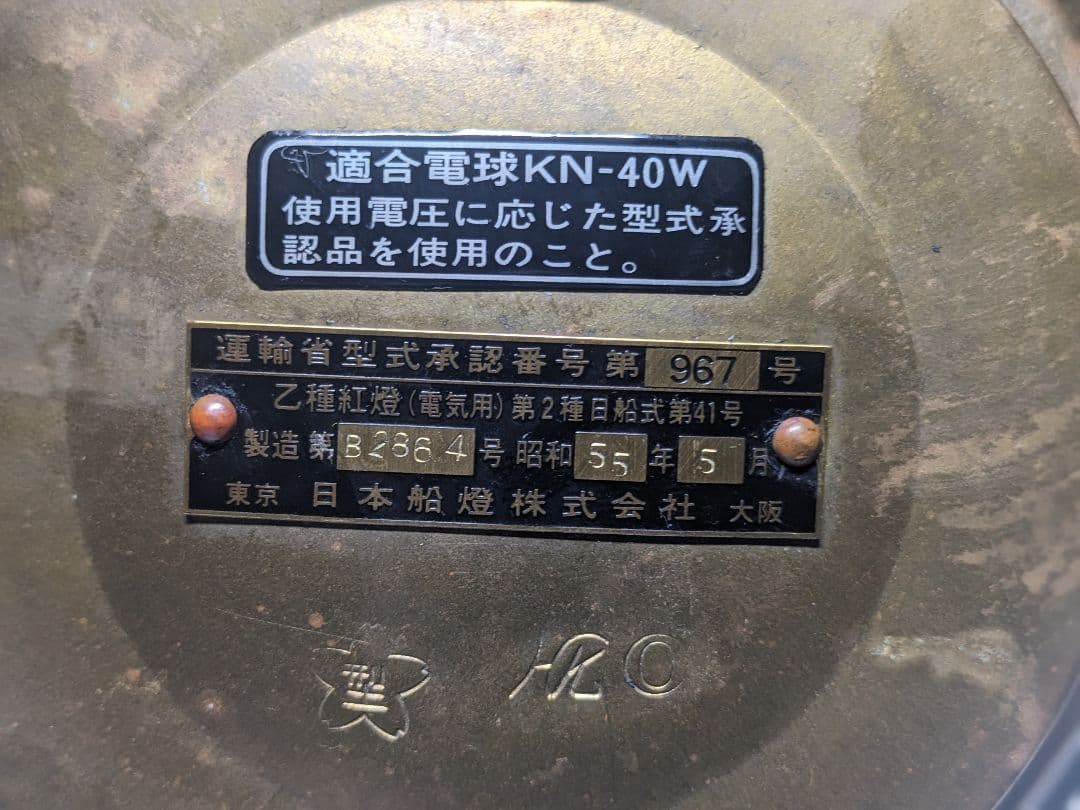 適合電球KN-40W
使用電圧に応じた型式承
認品を使用のこと。
運輸省型式承認番号 第 967 号
乙種紅燈(電気用)第2種日船式第41号
製造 第 B2864 号 昭和 55 年 5 月
東京 日本船燈株式会社 大阪
型
HK C